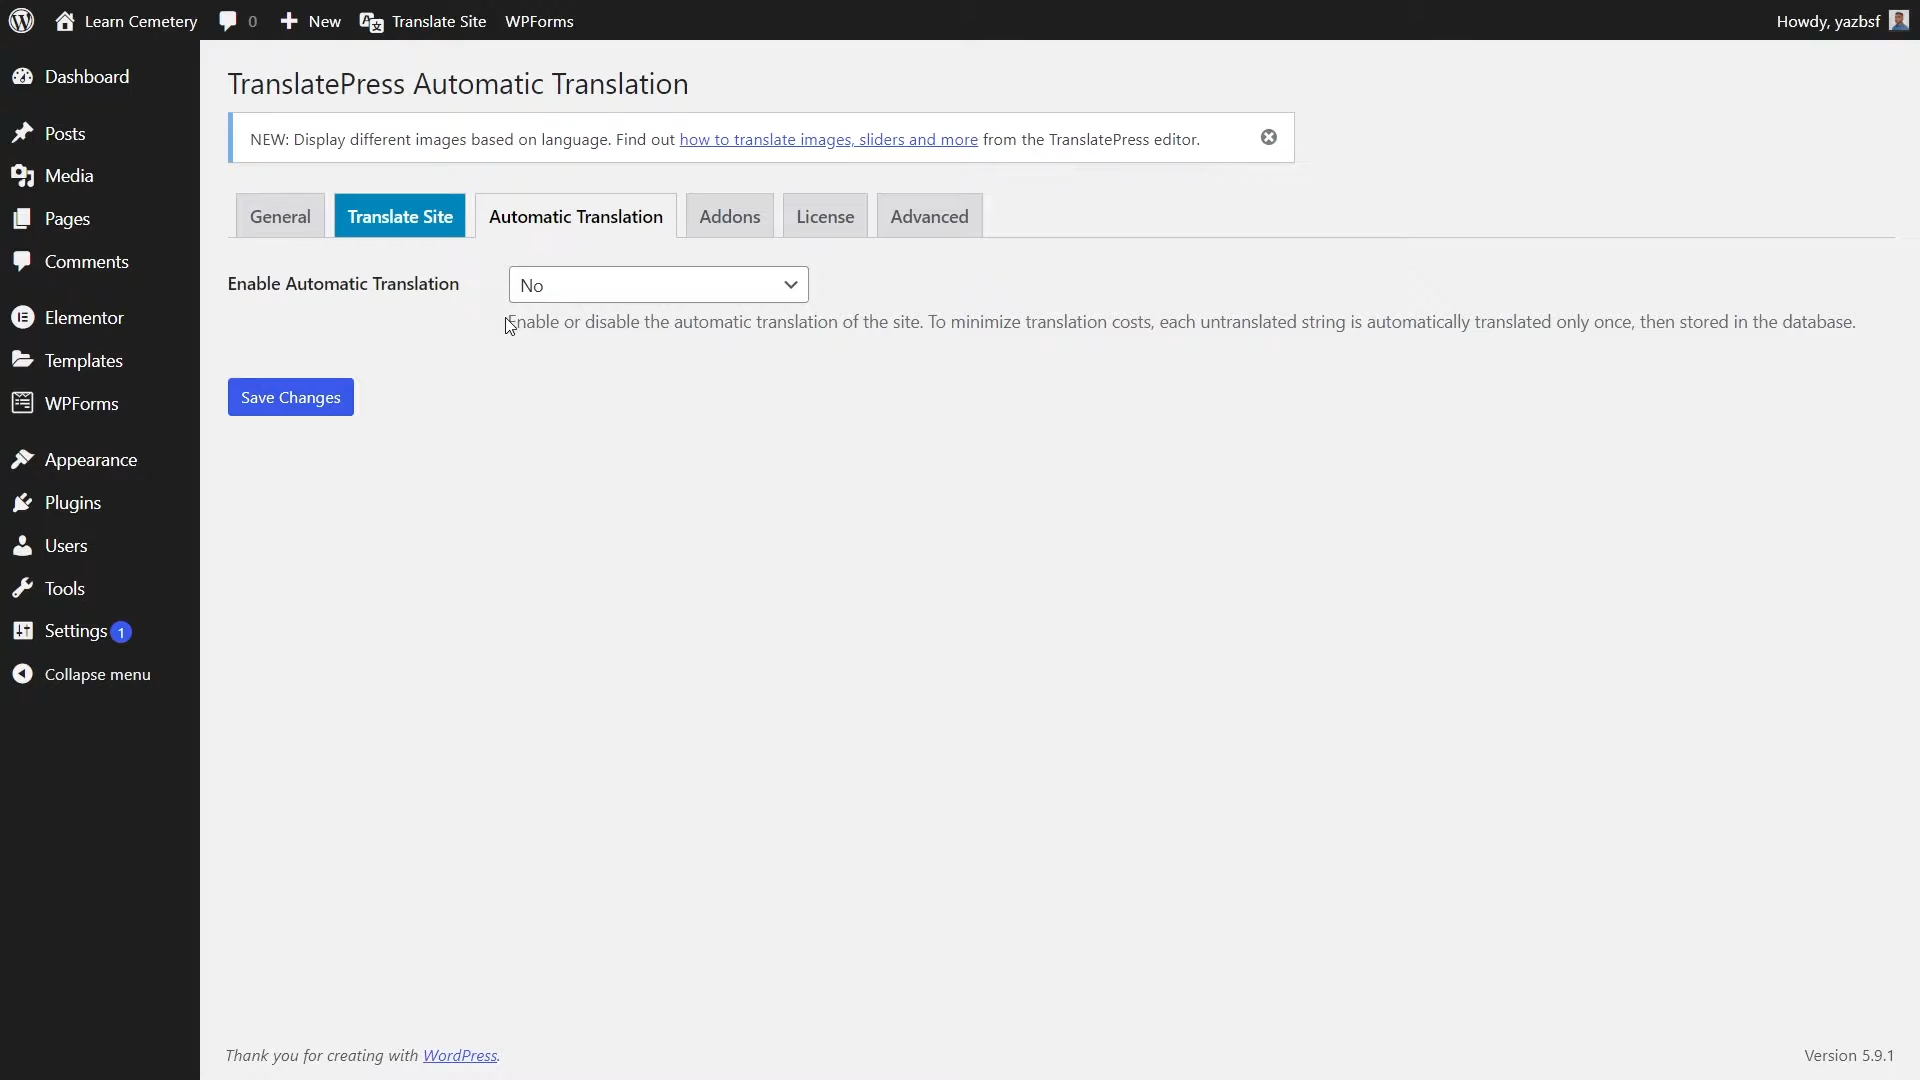 Learn Cemetery 0 New Translate Site WPForms Howdy, yazbsf
Dashboard
Posts
Media
Pages
Comments
Elementor
Templates
WPForms
Appearance
Plugins
Users
Tools
Settings 1
Collapse menu
TranslatePress Automatic Translation
NEW: Display different images based on language. Find out how to translate images, sliders and more from the TranslatePress editor.
General Translate Site Automatic Translation Addons License Advanced
Enable Automatic Translation No
Enable or disable the automatic translation of the site. To minimize translation costs, each untranslated string is automatically translated only once, then stored in the database.
Save Changes
Thank you for creating with WordPress. Version 5.9.1